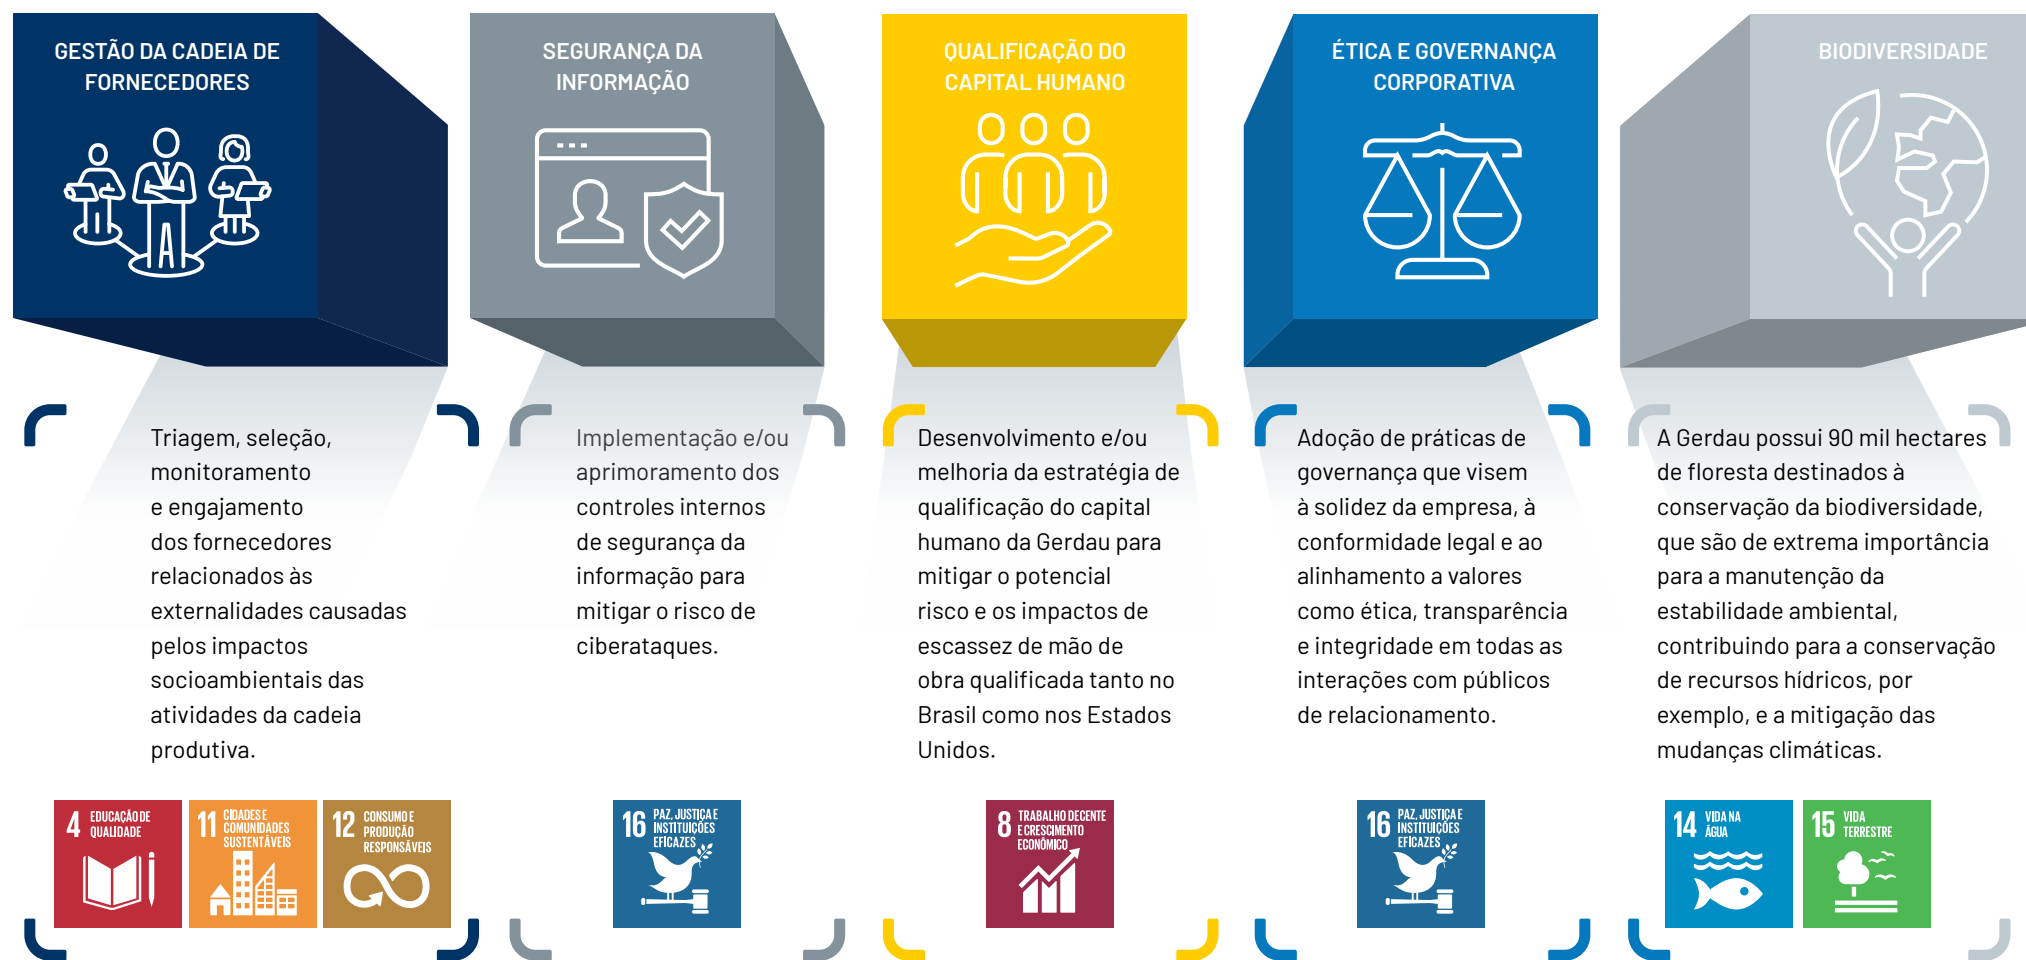 GESTÃO DA CADEIA DE
FORNECEDORES
Triagem, seleção,
monitoramento
e engajamento
dos fornecedores
relacionados às
externalidades causadas
pelos impactos
socioambientais das
atividades da cadeia
produtiva.
4 EDUCAÇÃO DE
QUALIDADE
11 CIDADES E
COMUNIDADES
SUSTENTÁVEIS
12 CONSUMO E
PRODUÇÃO
RESPONSÁVEIS
SEGURANÇA DA
INFORMAÇÃO
Implementação e/ou
aprimoramento dos
controles internos
de segurança da
informação para
mitigar o risco de
ciberataques.
16 PAZ, JUSTIÇA E
INSTITUIÇÕES
EFICAZES
QUALIFICAÇÃO DO
CAPITAL HUMANO
Desenvolvimento e/ou
melhoria da estratégia de
qualificação do capital
humano da Gerdau para
mitigar o potencial
risco e os impactos de
escassez de mão de
obra qualificada tanto no
Brasil como nos Estados
Unidos.
8 TRABALHO DECENTE
E CRESCIMENTO
ECONÔMICO
ÉTICA E GOVERNANÇA
CORPORATIVA
Adoção de práticas de
governança que visem
à solidez da empresa, à
conformidade legal e ao
alinhamento a valores
como ética, transparência
e integridade em todas as
interações com públicos
de relacionamento.
16 PAZ, JUSTIÇA E
INSTITUIÇÕES
EFICAZES
BIODIVERSIDADE
A Gerdau possui 90 mil hectares
de floresta destinados à
conservação da biodiversidade,
que são de extrema importância
para a manutenção da
estabilidade ambiental,
contribuindo para a conservação
de recursos hídricos, por
exemplo, e a mitigação das
mudanças climáticas.
14 VIDA NA
ÁGUA
15 VIDA
TERRESTRE